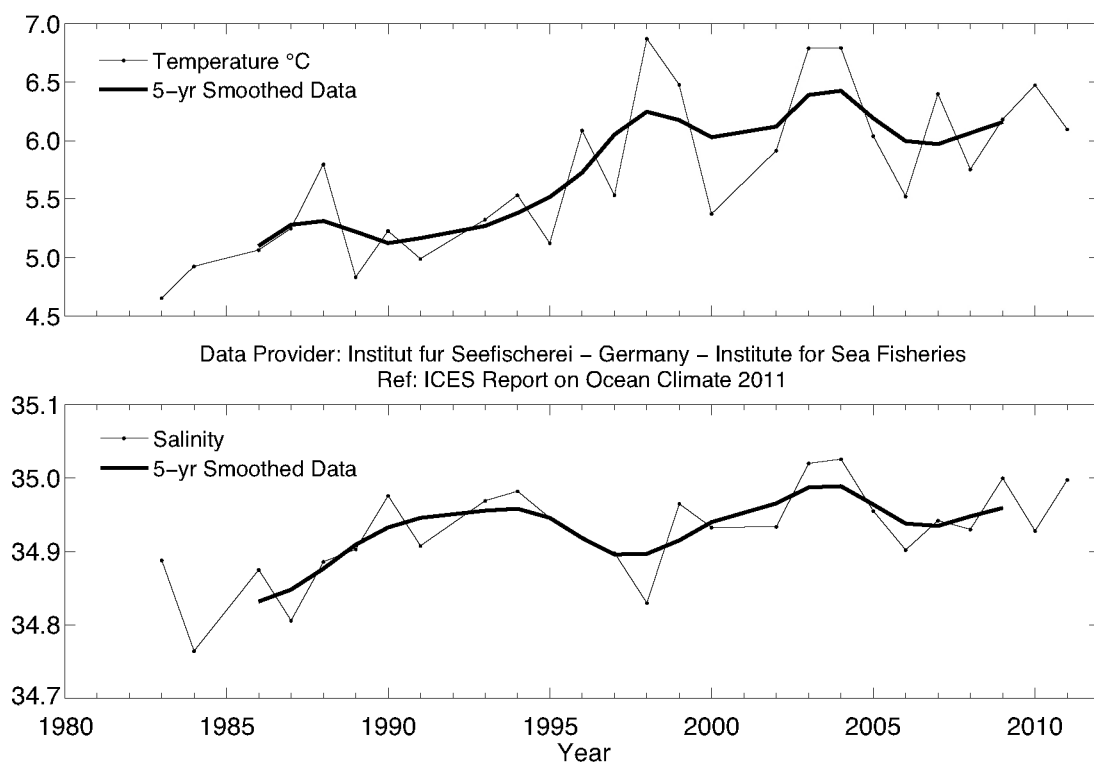 7.0
6.5
6.0
5.5
5.0
4.5
Temperature °C
5−yr Smoothed Data
Data Provider: Institut fur Seefischerei − Germany − Institute for Sea Fisheries
Ref: ICES Report on Ocean Climate 2011
35.1
35.0
34.9
34.8
34.7
Salinity
5−yr Smoothed Data
1980 1985 1990 1995 2000 2005 2010
Year